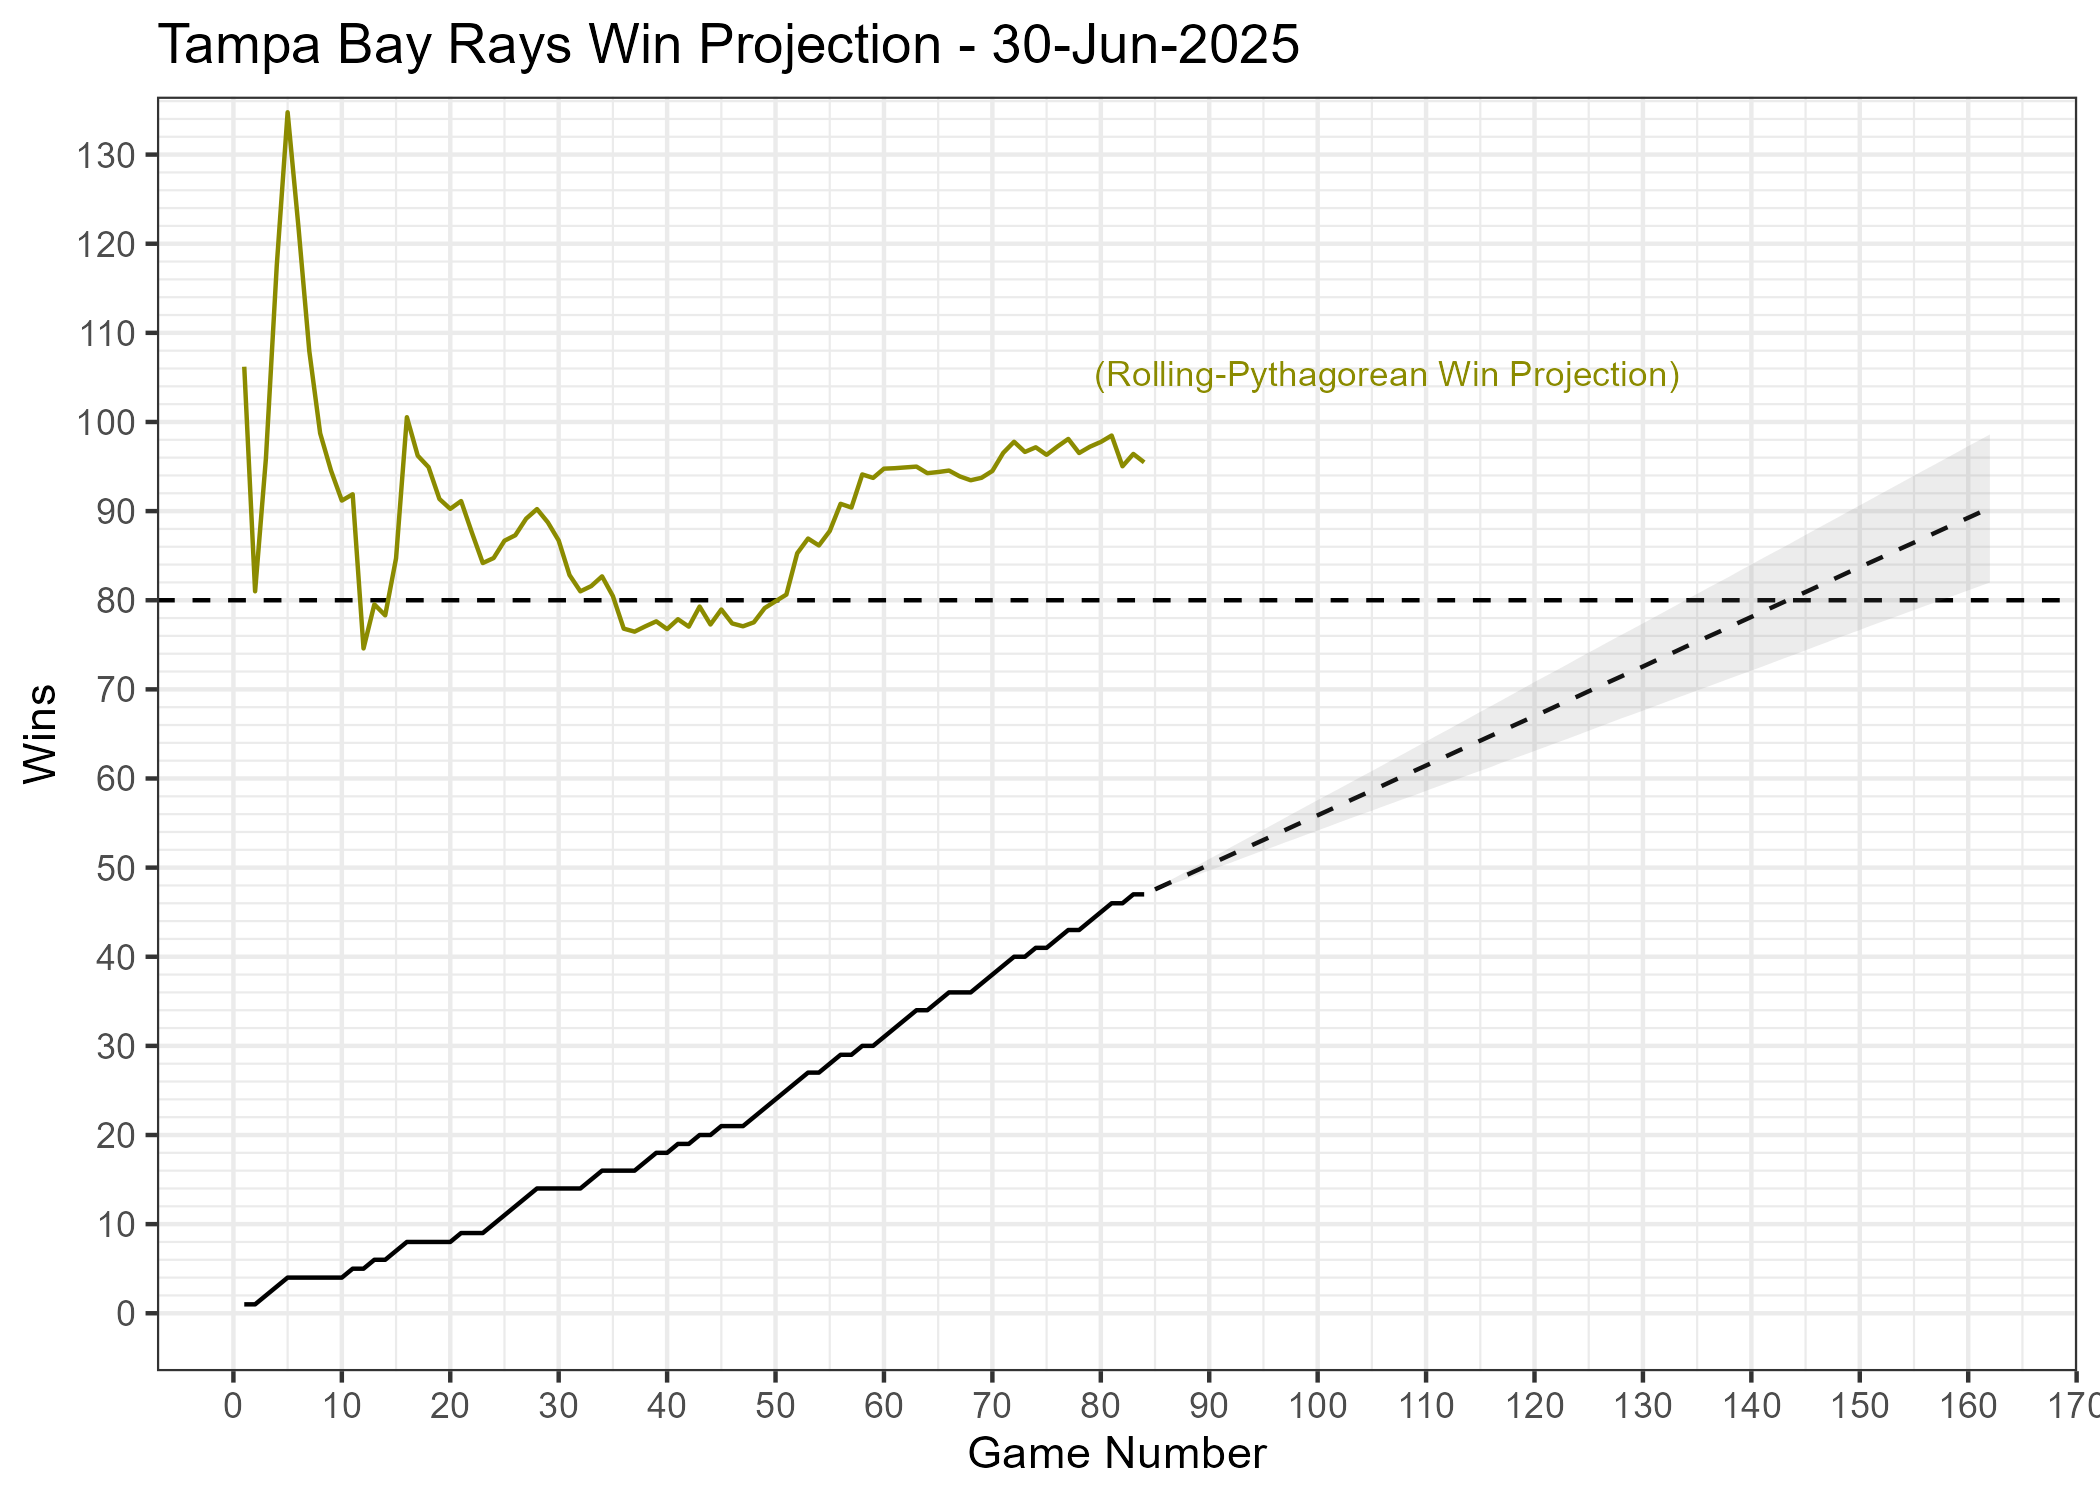 Tampa Bay Rays Win Projection - 30-Jun-2025
130
120
110
(Rolling-Pythagorean Win Projection)
100
90
80
70
60
50
40
30
20
10
0
Wins
0 10 20 30 40 50 60 70 80 90 100 110 120 130 140 150 160 170
Game Number